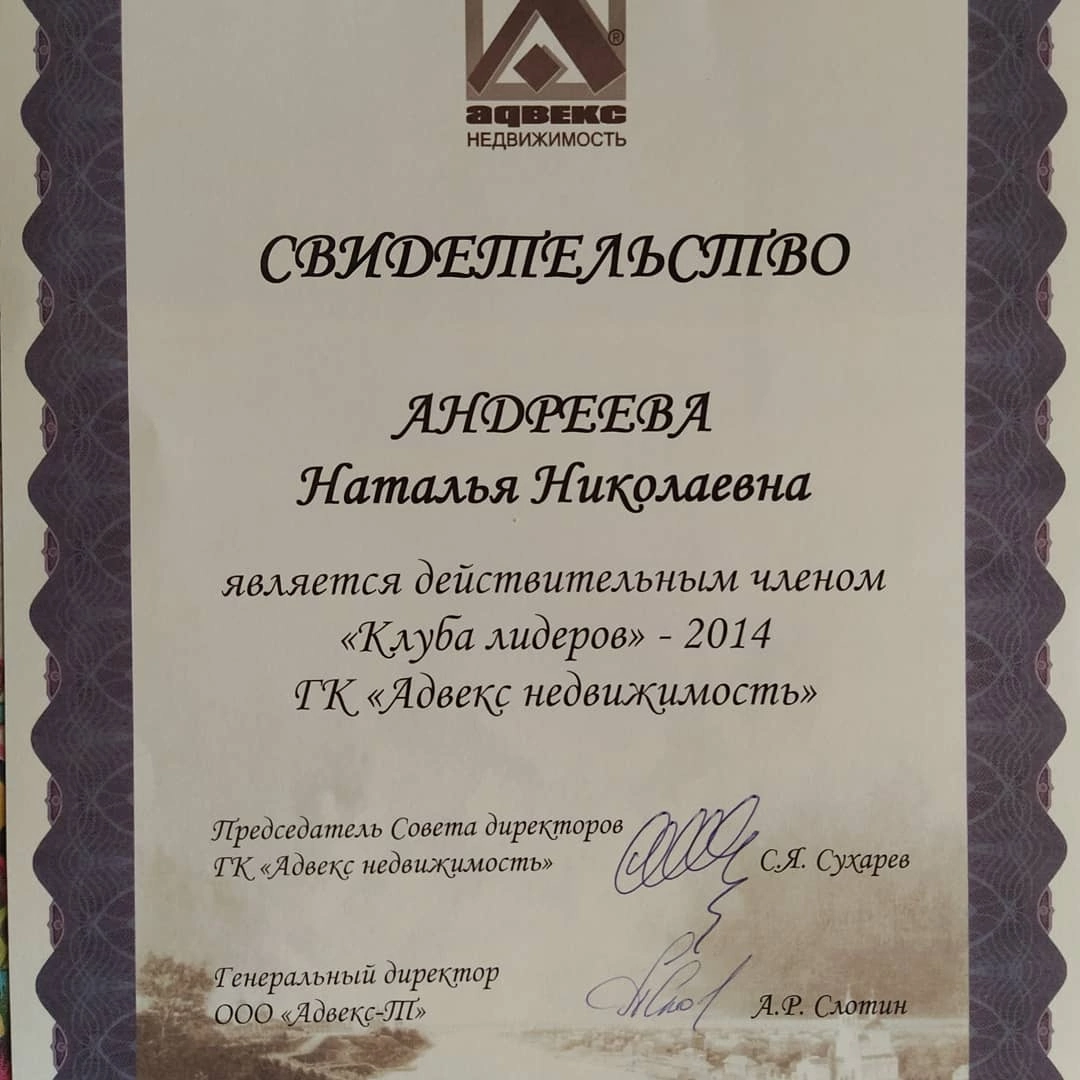 ®
адвекс
НЕДВИЖИМОСТЬ
СВИДЕТЕЛЬСТВО
АНДРЕЕВА
Наталья Николаевна
является действительным членом
«Клуба лидеров» - 2014
ГК «Адвекс недвижимость»
Председатель Совета директоров
ГК «Адвекс недвижимость»
С.Я. Сухарев
Генеральный директор
ООО «Адвекс-Т»
А.Р. Слотин